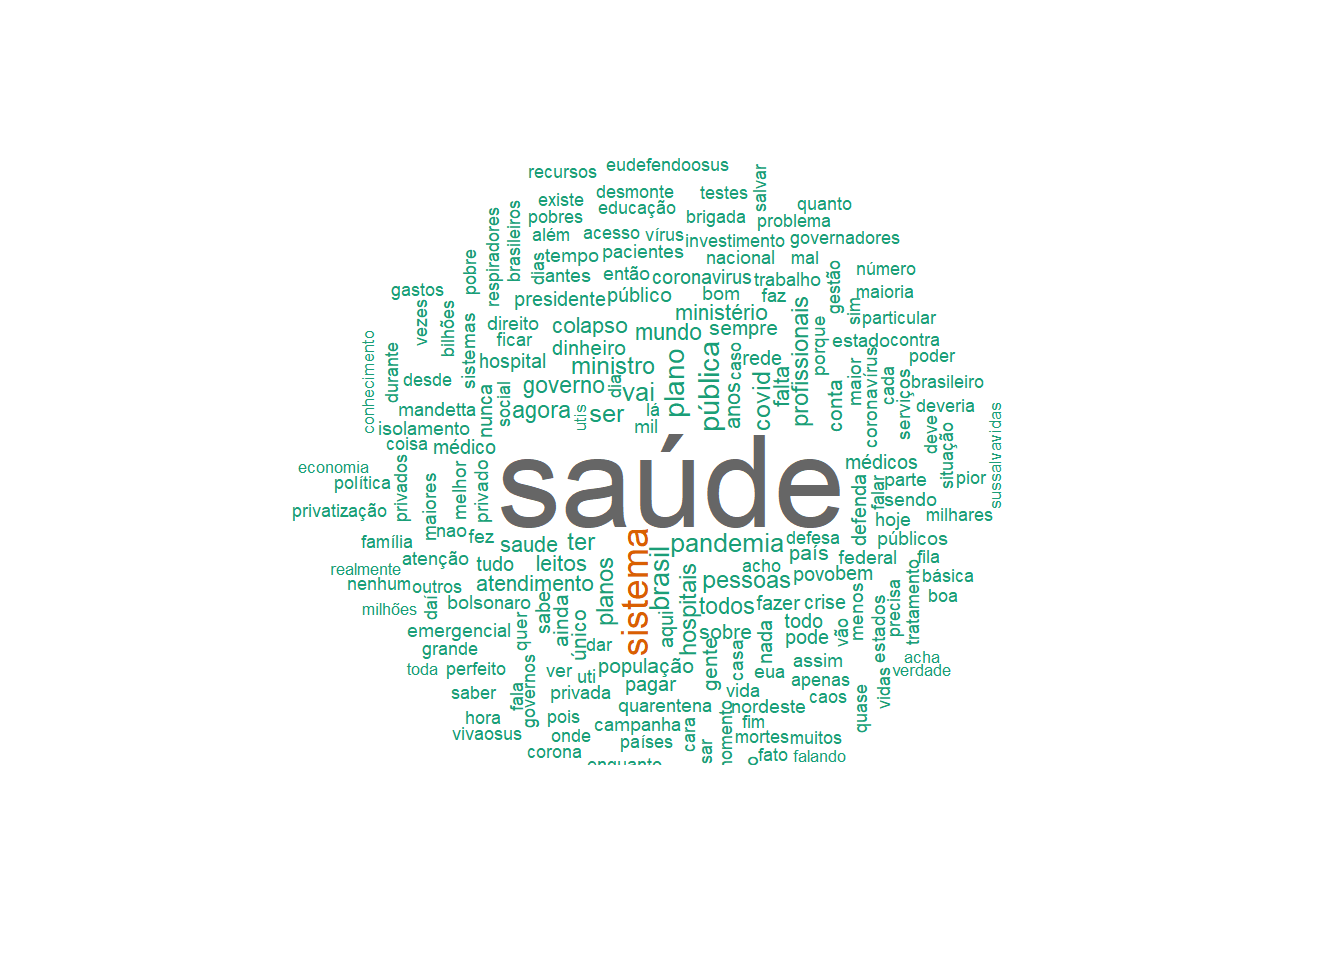 eudefendoosus
recursos
salvar
desmonte
testes
existe
quanto
educação
brasileiros
respiradores
pobres
brigada
problema
além
acesso
vírus
investimento
governadores
pobre
dias
tempo
pacientes
nacional
mal
número
antes
então
coronavirus
trabalho
gestão
gastos
presidente
público
bom
faz
sim
maioria
vezes
bilhões
direito
colapso
mundo
ministério
sempre
profissionais
porque
particular
conhecimento
durante
sistemas
ficar
dinheiro
estado
contra
desde
hospital
ministro
plano
pública
caso
rede
falta
maior
coronavírus
cada
poder
brasileiro
mandetta
nunca
social
governo
dia
vai
anos
covid
conta
serviços
deveria
isolamento
agora
utis
ser
lá
mil
deve
situação
sussalvavidas
coisa
médico
saúde
médicos
economia
política
privados
maiores
melhor
privado
defenda
falar
parte
pior
sendo
privatização
nao
fez
hoje
milhares
família
saude
ter
sistema
pandemia
defesa
públicos
atenção
tudo
leitos
brasil
país
federal
fila
realmente
nenhum
outros
atendimento
planos
hospitais
pessoas
acho
povo
bem
básica
milhões
daí
bolsonaro
sabe
ainda
único
aqui
todos
fazer
crise
menos
precisa
tratamento
boa
emergencial
quer
dar
sobre
nada
todo
pode
vão
estados
grande
gente
casa
assim
acha
toda
perfeito
ver
uti
população
eua
apenas
verdade
saber
fala
governos
privada
pagar
vida
caos
quase
vidas
hora
pois
quarentena
nordeste
vivaosus
onde
campanha
cara
fim
corona
países
mortes
muitos
fato
falando